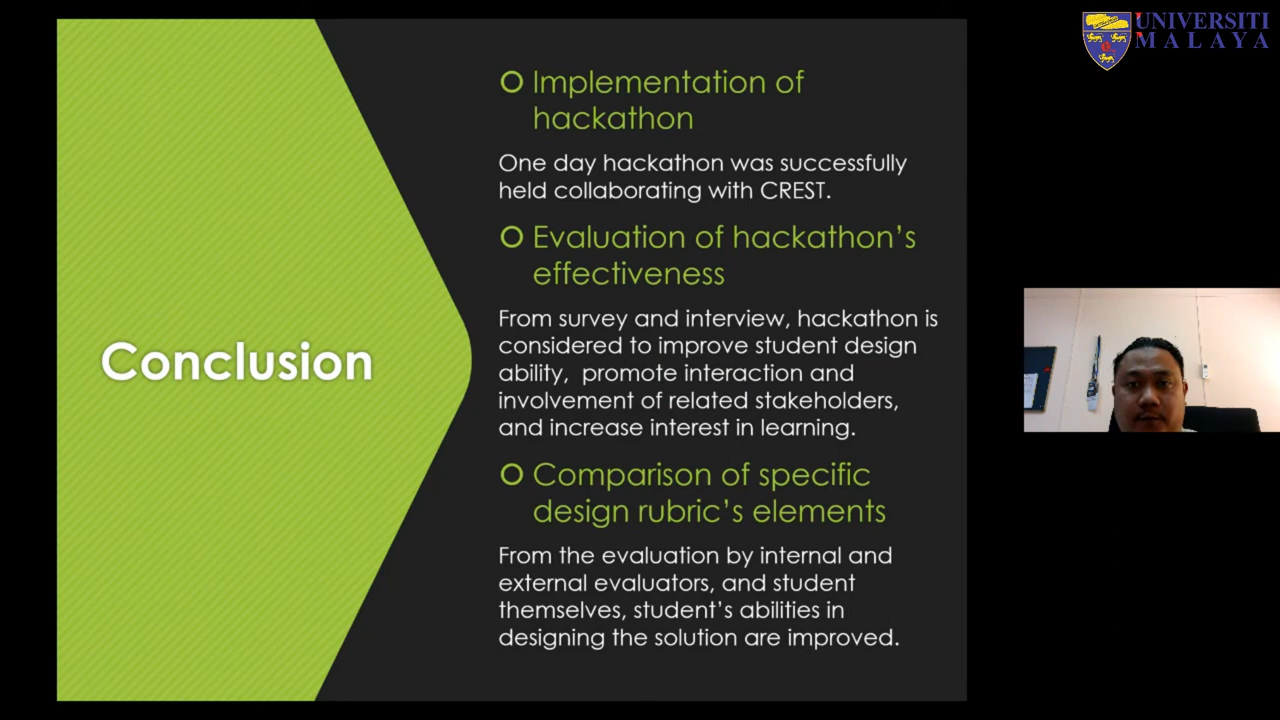 UNIVERSITI
MALAYA
Implementation of
hackathon
One day hackathon was successfully
held collaborating with CREST.
Evaluation of hackathon's
effectiveness
From survey and interview, hackathon is
considered to improve student design
ability, promote interaction and
involvement of related stakeholders,
and increase interest in learning.
Conclusion
Comparison of specific
design rubric's elements
From the evaluation by internal and
external evaluators, and student
themselves, student's abilities in
designing the solution are improved.